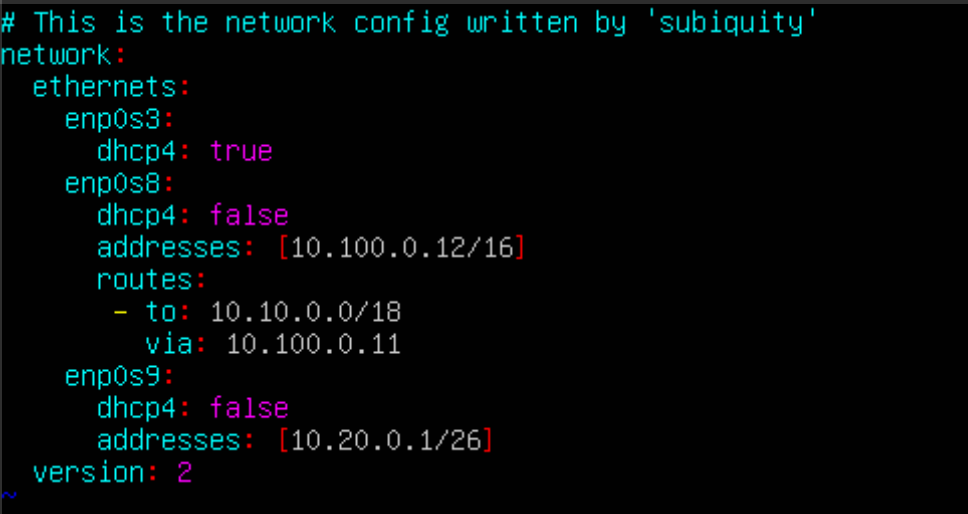 # This is the network config written by 'subiquity'
network:
  ethernets:
    enp0s3:
      dhcp4: true
    enp0s8:
      dhcp4: false
      addresses: [10.100.0.12/16]
      routes:
       - to: 10.10.0.0/18
         via: 10.100.0.11
    enp0s9:
      dhcp4: false
      addresses: [10.20.0.1/26]
  version: 2
~